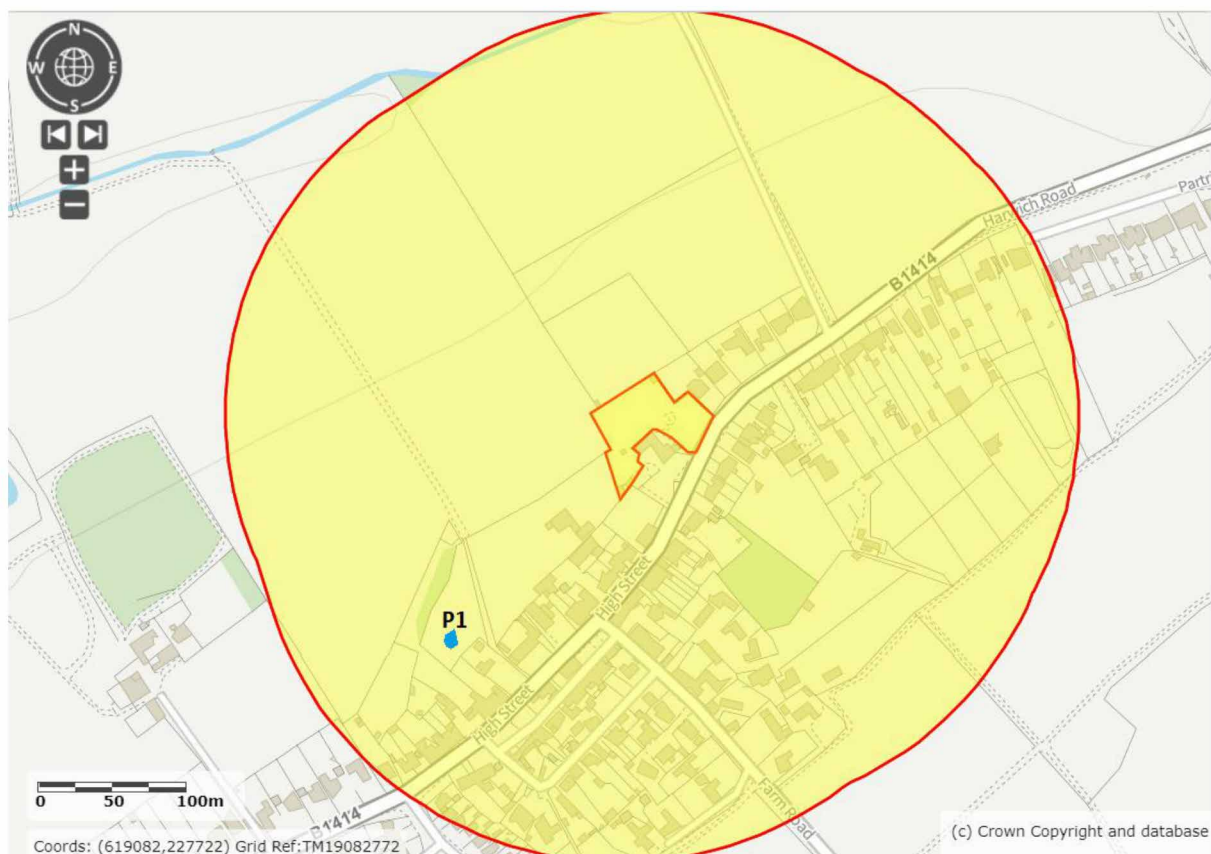 N
W E
S
Harwich Road
Partri
B1414
P1
High Street
High Street
Farm Road
B1414
0 50 100m
Coords: (619082,227722) Grid Ref:TM19082772
(c) Crown Copyright and database